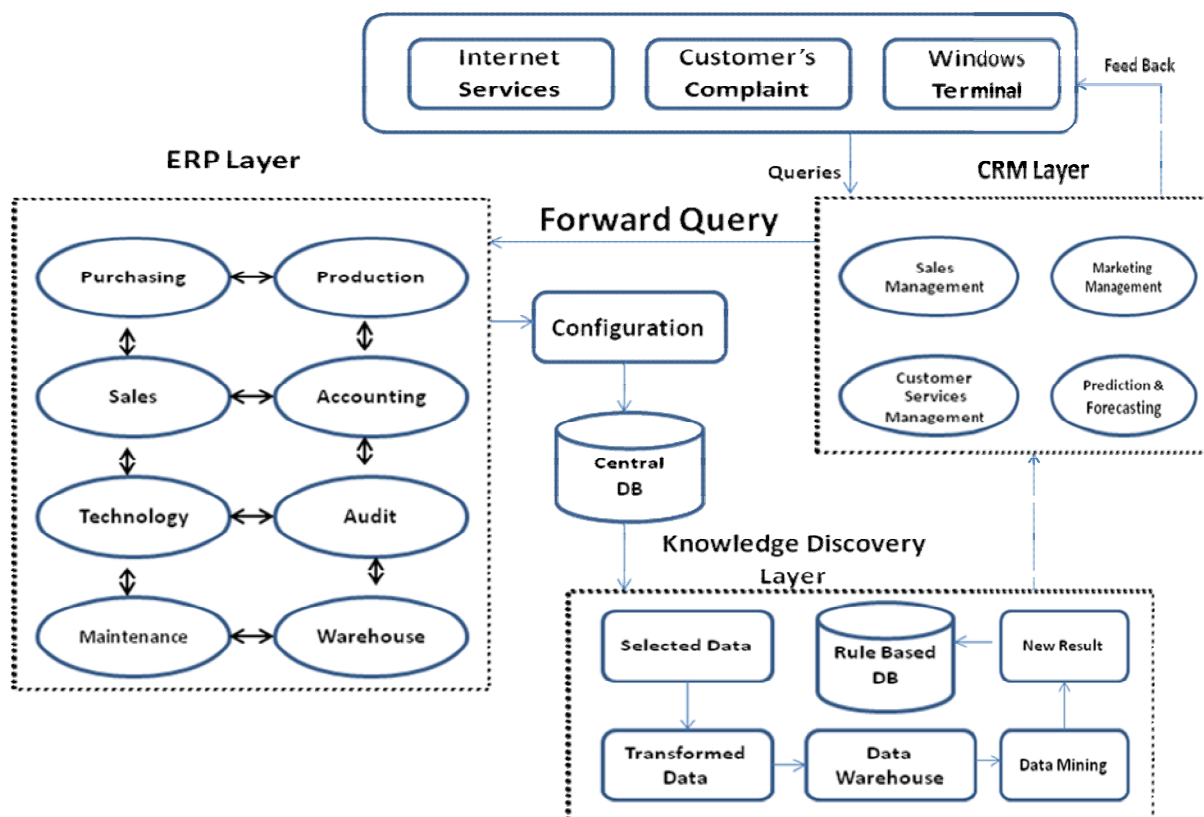 Internet
Services
Customer's
Complaint
Windows
Terminal
Feed Back
Queries
ERP Layer
CRM Layer
Forward Query
Purchasing
Production
Sales
Accounting
Technology
Audit
Maintenance
Warehouse
Configuration
Central
DB
Sales
Management
Marketing
Management
Customer
Services
Management
Prediction &
Forecasting
Knowledge Discovery
Layer
Selected Data
Rule Based
DB
New Result
Transformed
Data
Data
Warehouse
Data Mining